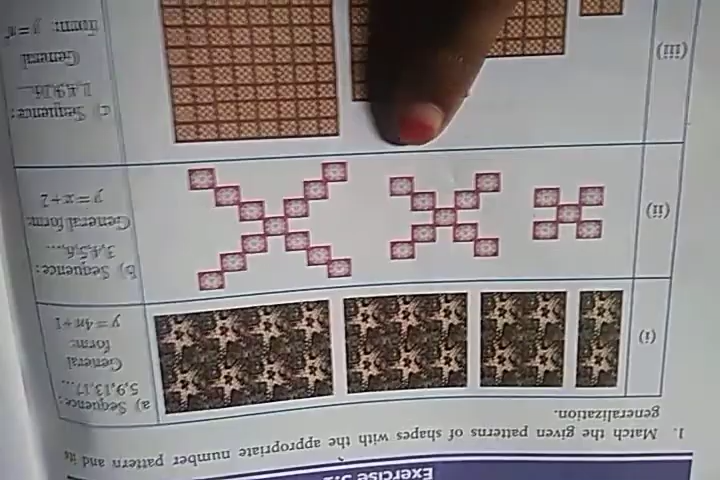 Exercise
1. Match the given patterns of shapes with the appropriate number pattern and its
generalization.
(i)
a) Sequence:
5,9,13,17...
General
form:
y = 4n+1
(ii)
b) Sequence:
3,4,5,6,...
General form:
y = x+2
(iii)
c) Sequence:
1,4,9,16...
General
form: